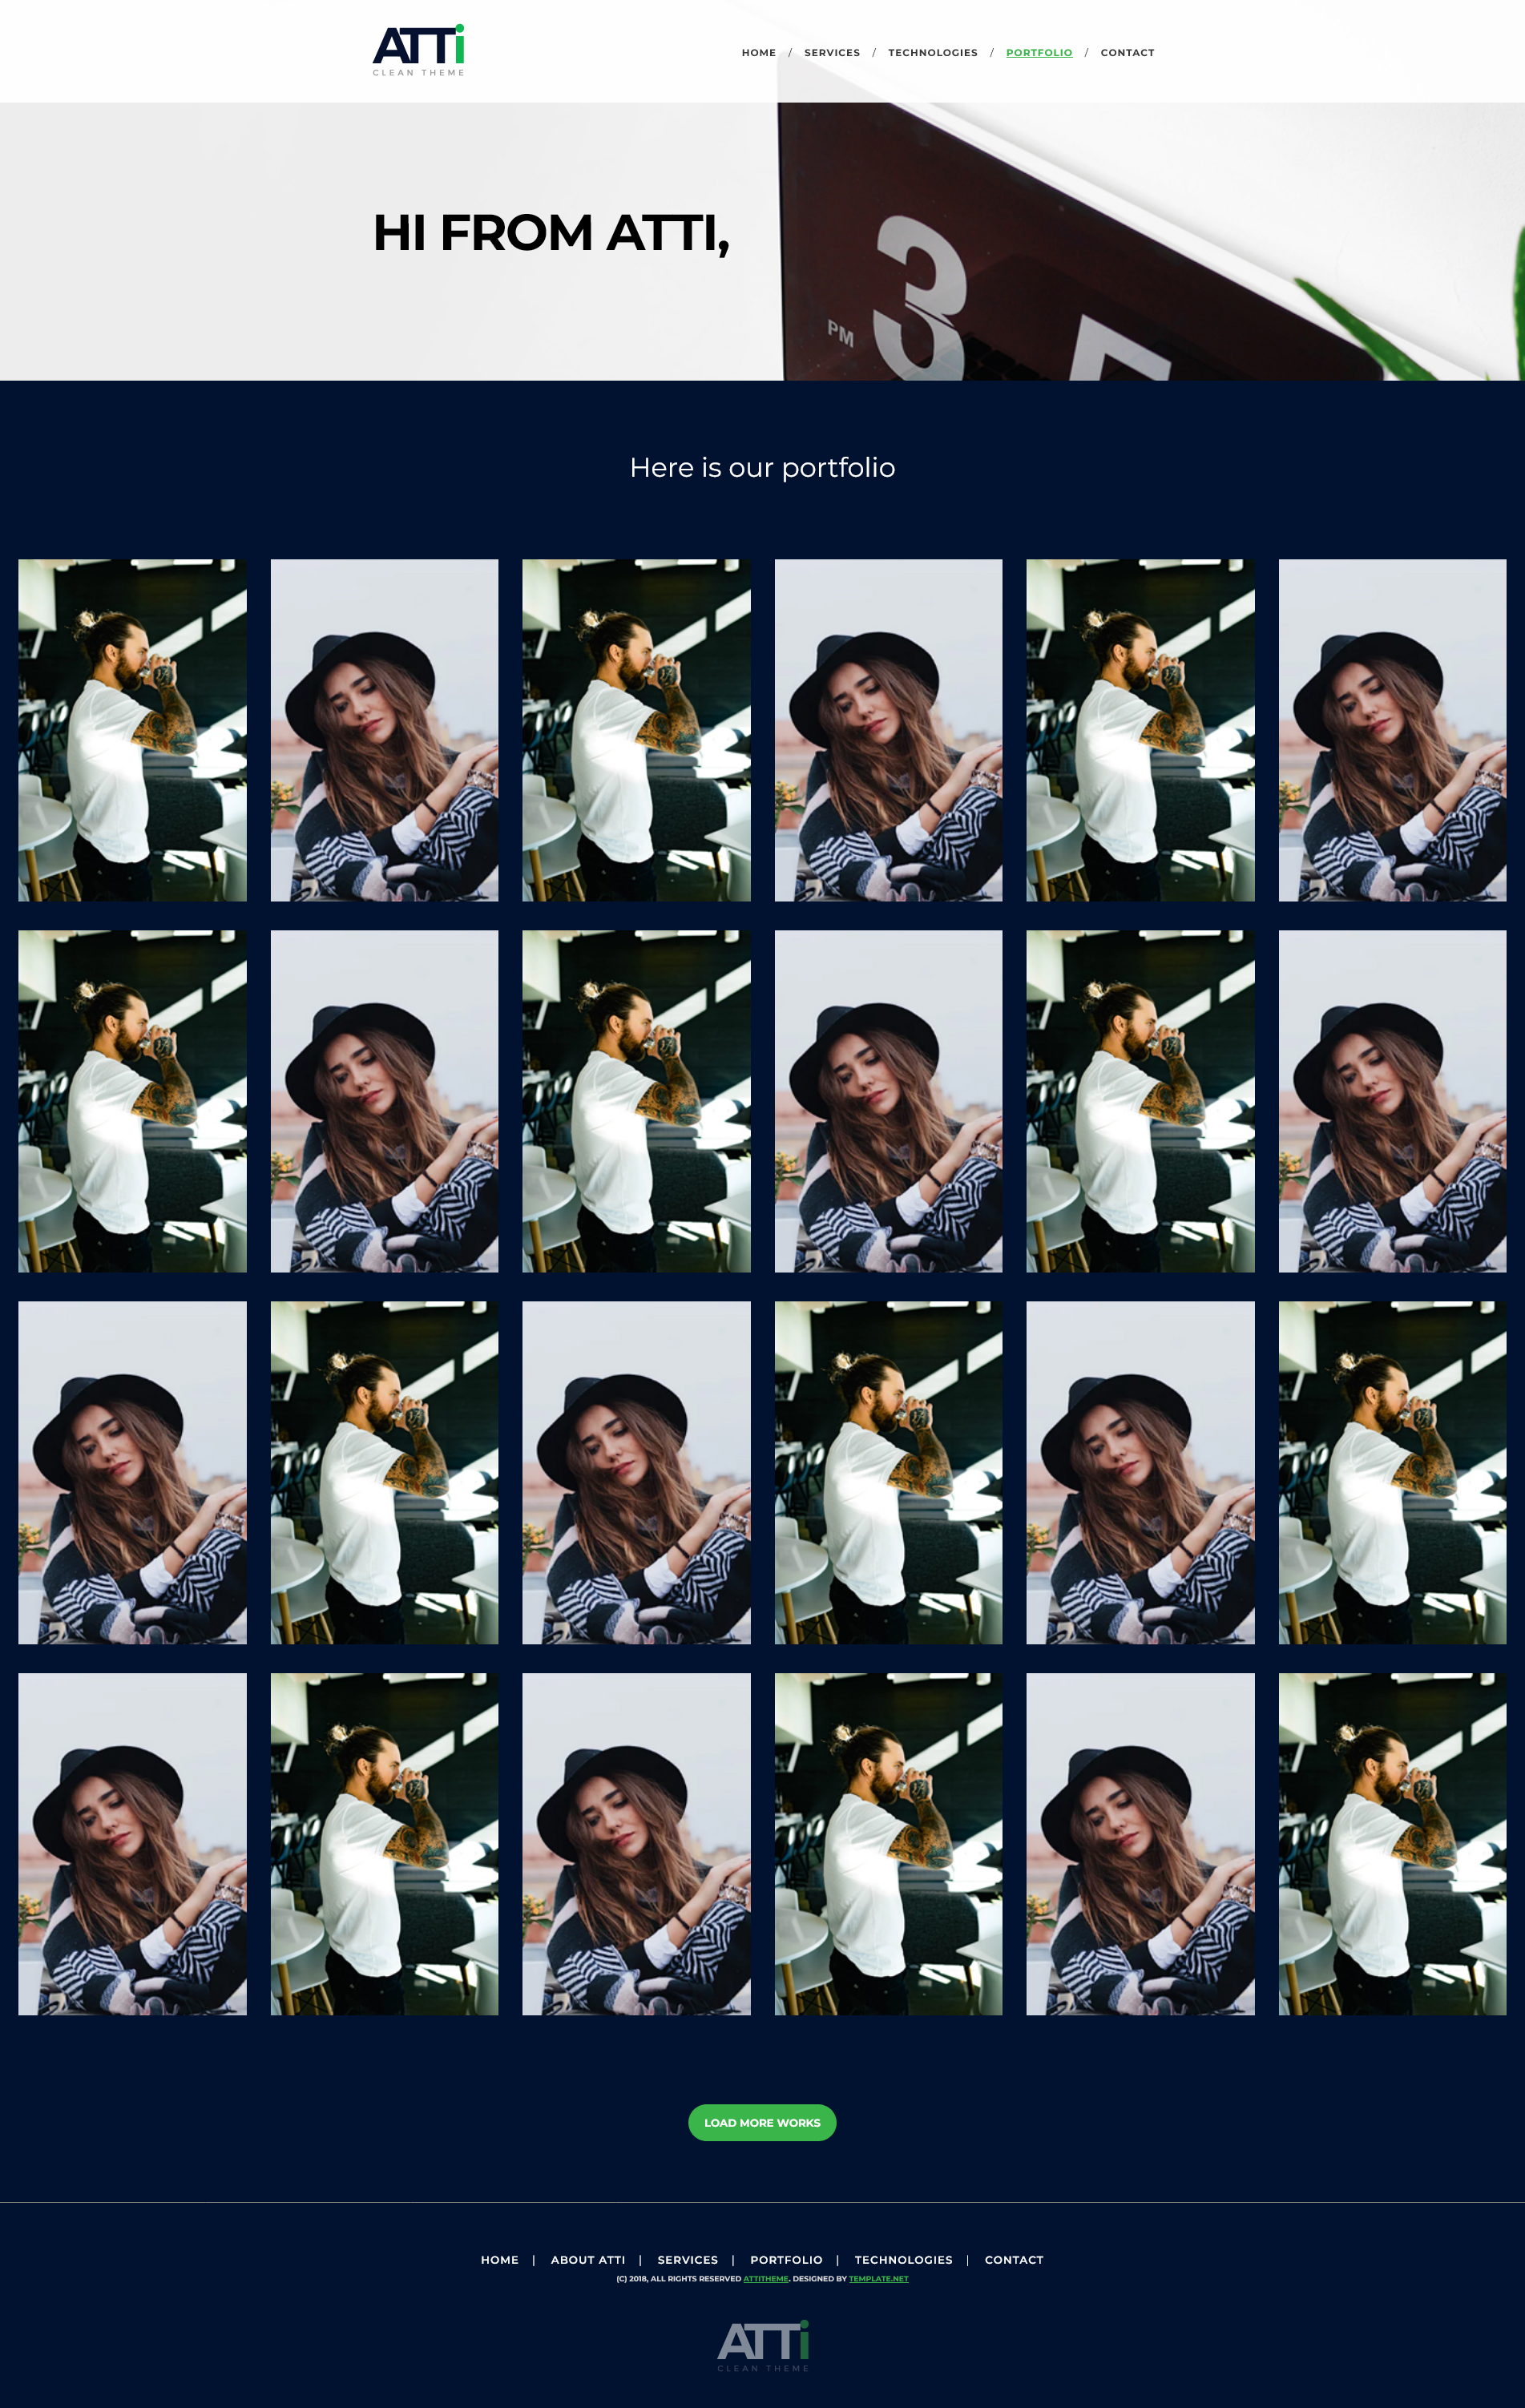 ATTi
CLEAN THEME
HOME / SERVICES / TECHNOLOGIES / PORTFOLIO / CONTACT
HI FROM ATTI,
3
PM
Here is our portfolio
LOAD MORE WORKS
HOME | ABOUT ATTI | SERVICES | PORTFOLIO | TECHNOLOGIES | CONTACT
(C) 2018, ALL RIGHTS RESERVED ATTITHEME. DESIGNED BY TEMPLATE.NET
ATTi
CLEAN THEME